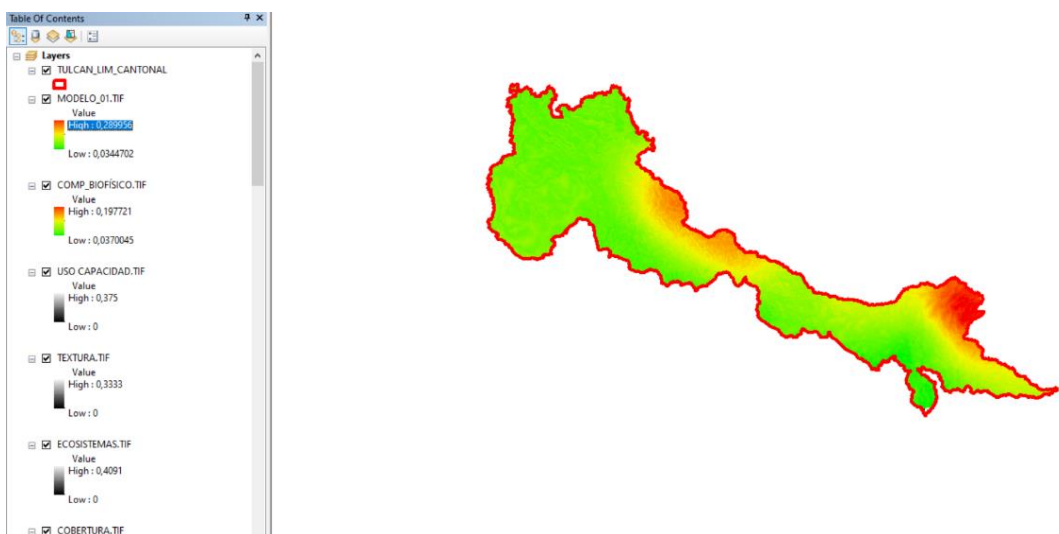 Table Of Contents
Layers
TULCAN_LIM_CANTONAL
MODELO_01.TIF
Value
High : 0,289956
Low : 0,0344702
COMP_BIOFÍSICO.TIF
Value
High : 0,197721
Low : 0,0370045
USO CAPACIDAD.TIF
Value
High : 0,375
Low : 0
TEXTURA.TIF
Value
High : 0,3333
Low : 0
ECOSISTEMAS.TIF
Value
High : 0,4091
Low : 0
COBERTURA.TIF